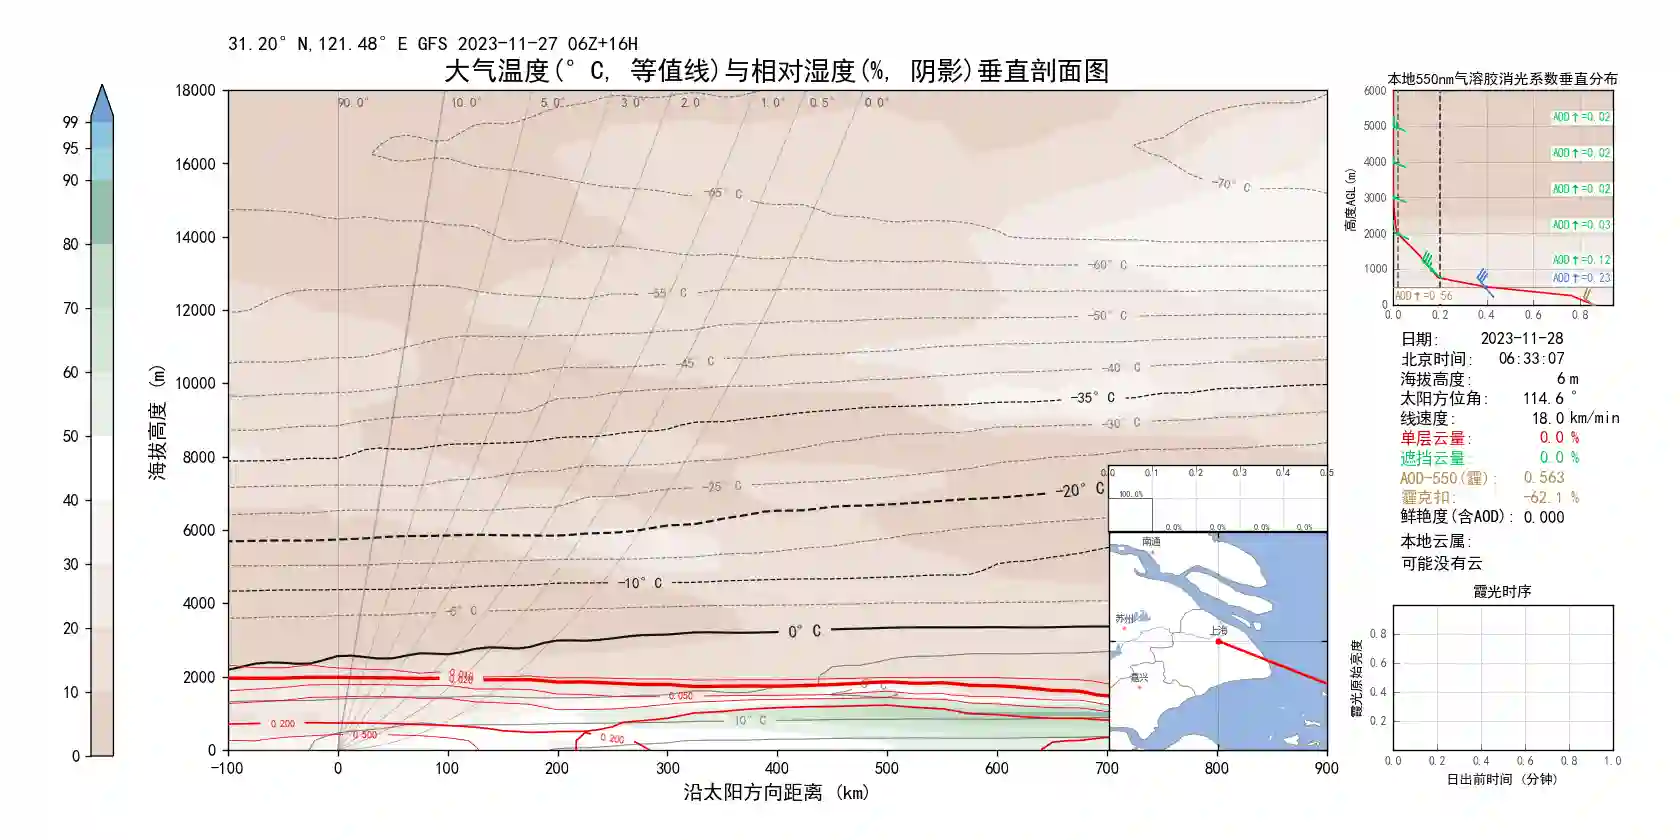 31.20° N,121.48° E GFS 2023-11-27 06Z+16H
大气温度(° C, 等值线)与相对湿度(%, 阴影)垂直剖面图
99
95
90
80
70
60
50
40
30
20
10
0
海拔高度 (m)
18000
16000
14000
12000
10000
8000
6000
4000
2000
0
90.0° 10.0° 5.0° 3.0° 2.0° 1.0° 0.5° 0.0°
-65° C
-70° C
-60° C
-55° C
-50° C
-45° C
-40° C
-35° C
-30° C
-25° C
-20° C
-10° C
-5° C
0° C
10° C
0.020
0.050
0.200
0.500
0.200
-100 0 100 200 300 400 500 600 700 800 900
沿太阳方向距离 (km)
0.0 0.1 0.2 0.3 0.4 0.5
100.0%
0.0% 0.0% 0.0% 0.0%
南通
苏州
上海
嘉兴
本地550nm气溶胶消光系数垂直分布
高度AGL(m)
6000
5000
4000
3000
2000
1000
0
AOD↑=0.02
AOD↑=0.02
AOD↑=0.02
AOD↑=0.03
AOD↑=0.12
AOD↑=0.23
AOD↑=0.56
0.0 0.2 0.4 0.6 0.8
日期: 2023-11-28
北京时间: 06:33:07
海拔高度: 6 m
太阳方位角: 114.6 °
线速度: 18.0 km/min
单层云量: 0.0 %
遮挡云量: 0.0 %
AOD-550(霾): 0.563
霾克扣: -62.1 %
鲜艳度(含AOD): 0.000
本地云属:
可能没有云
霞光时序
霞光原始亮度
0.8
0.6
0.4
0.2
0.0 0.2 0.4 0.6 0.8 1.0
日出前时间 (分钟)